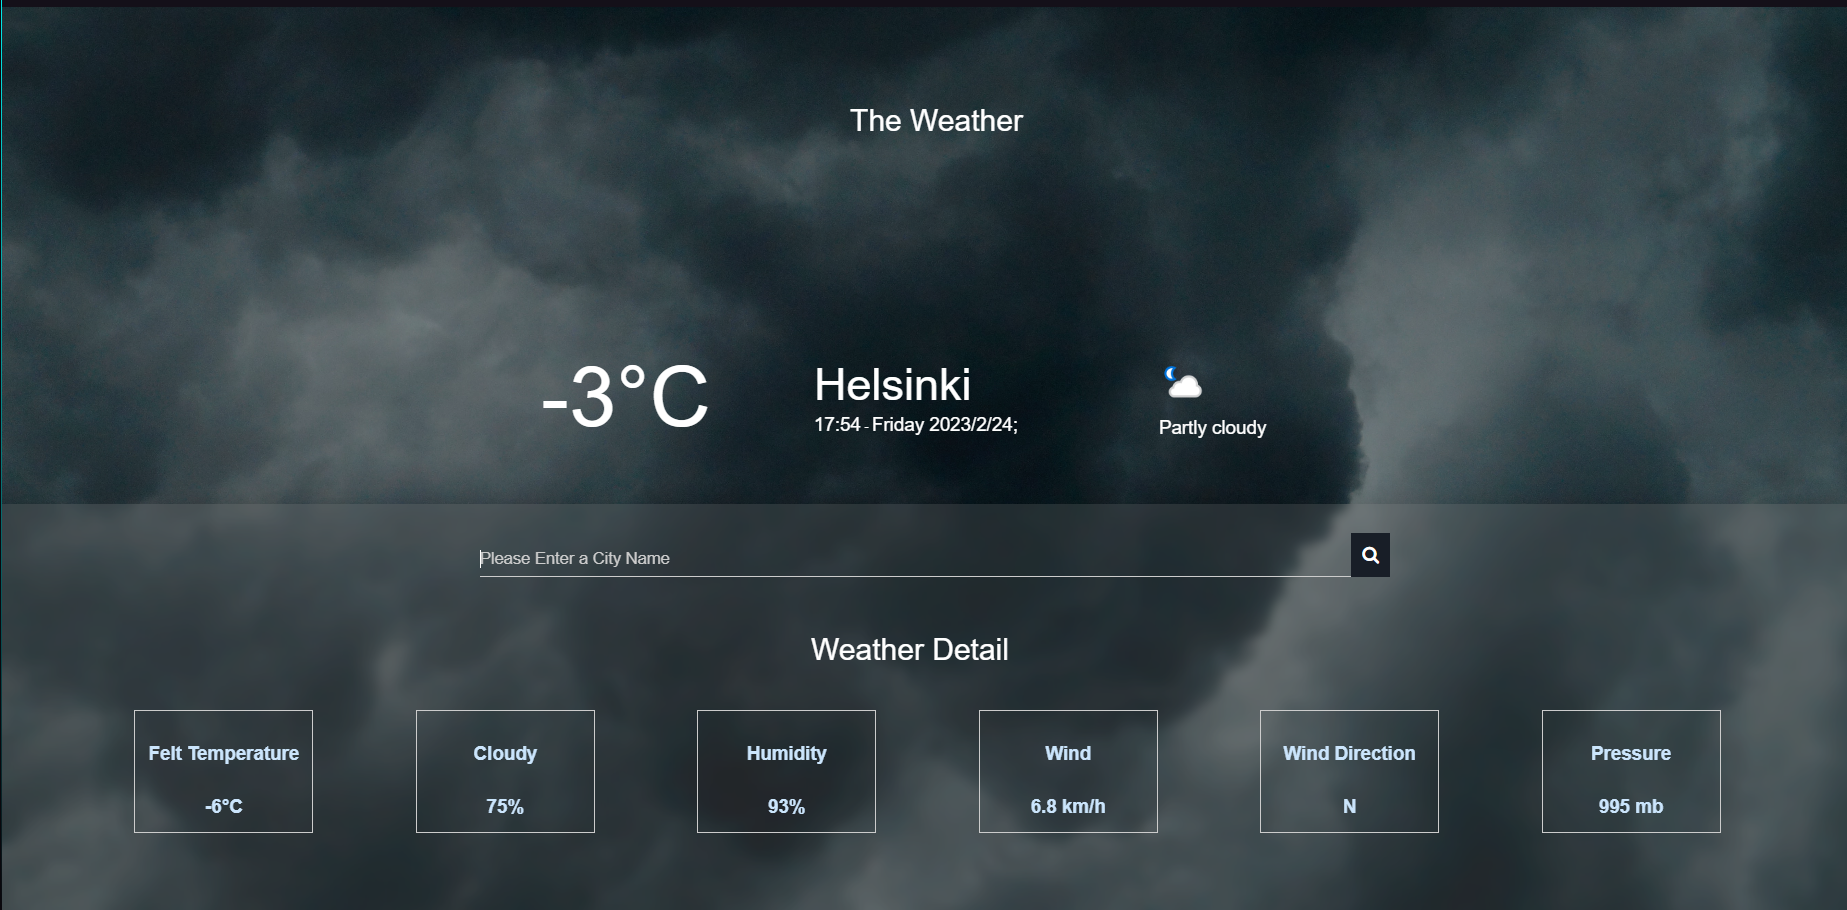 The Weather
-3°C
Helsinki
17:54 - Friday 2023/2/24;
Partly cloudy
Please Enter a City Name
Weather Detail
Felt Temperature
-6°C
Cloudy
75%
Humidity
93%
Wind
6.8 km/h
Wind Direction
N
Pressure
995 mb